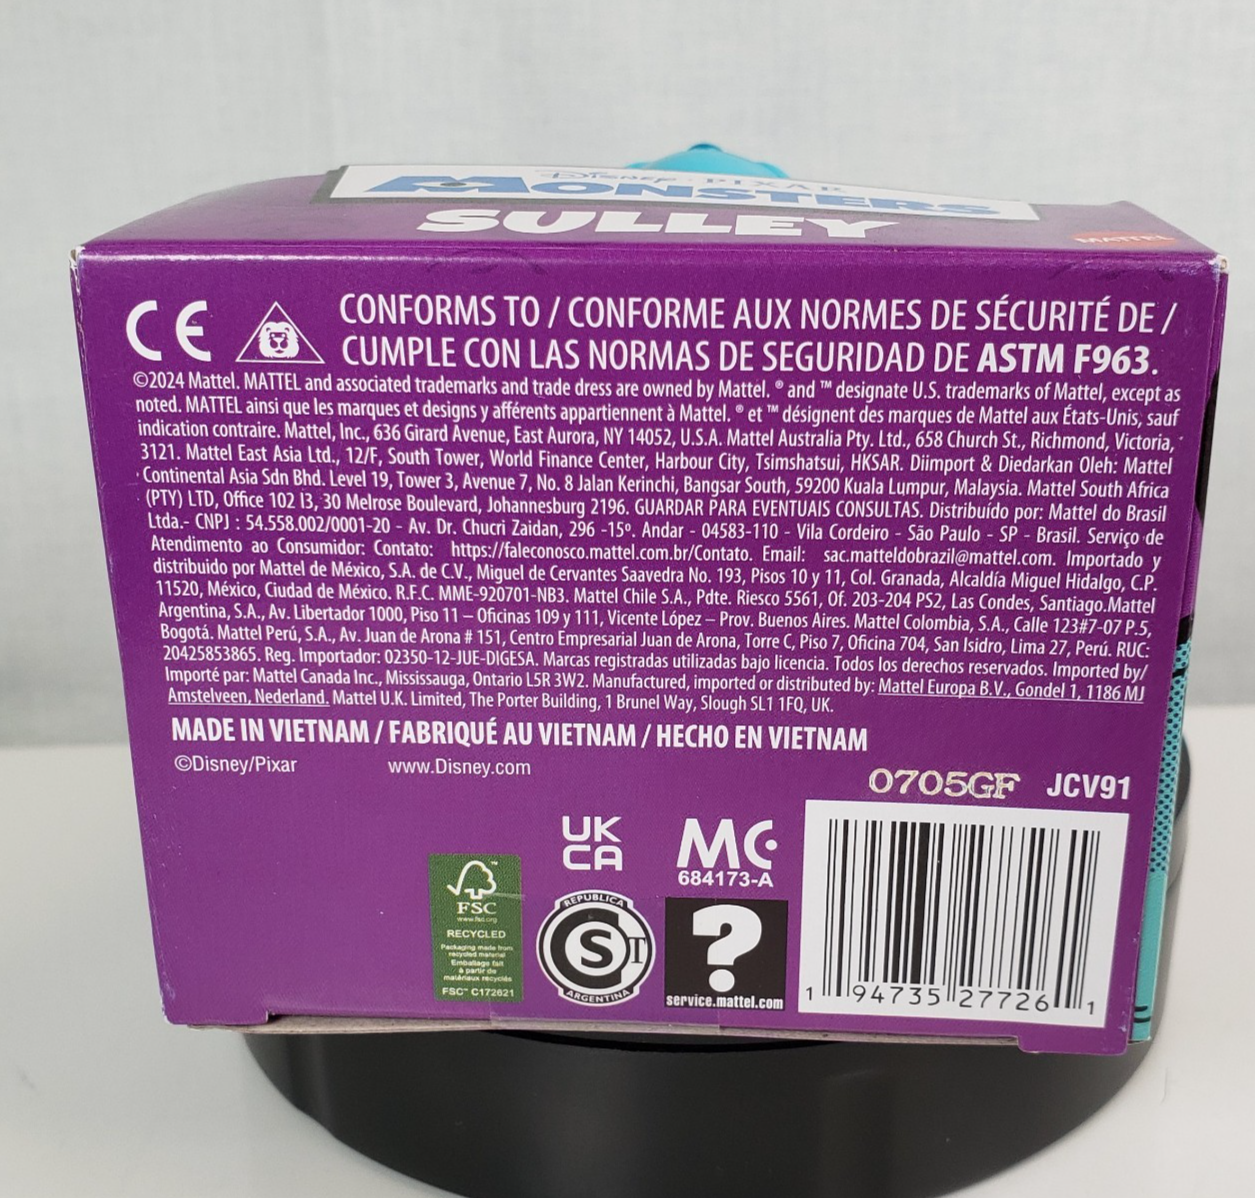 Disney · PIXAR
MONSTERS
SULLEY
MATTEL
CE
CONFORMS TO / CONFORME AUX NORMES DE SÉCURITÉ DE /
CUMPLE CON LAS NORMAS DE SEGURIDAD DE ASTM F963.
©2024 Mattel. MATTEL and associated trademarks and trade dress are owned by Mattel. ® and ™ designate U.S. trademarks of Mattel, except as
noted. MATTEL ainsi que les marques et designs y afférents appartiennent à Mattel. ® et ™ désignent des marques de Mattel aux États-Unis, sauf
indication contraire. Mattel, Inc., 636 Girard Avenue, East Aurora, NY 14052, U.S.A. Mattel Australia Pty. Ltd., 658 Church St., Richmond, Victoria,
3121. Mattel East Asia Ltd., 12/F, South Tower, World Finance Center, Harbour City, Tsimshatsui, HKSAR. Diimport & Diedarkan Oleh: Mattel
Continental Asia Sdn Bhd. Level 19, Tower 3, Avenue 7, No. 8 Jalan Kerinchi, Bangsar South, 59200 Kuala Lumpur, Malaysia. Mattel South Africa
(PTY) LTD, Office 102 I3, 30 Melrose Boulevard, Johannesburg 2196. GUARDAR PARA EVENTUAIS CONSULTAS. Distribuído por: Mattel do Brasil
Ltda.- CNPJ : 54.558.002/0001-20 - Av. Dr. Chucri Zaidan, 296 -15º. Andar - 04583-110 - Vila Cordeiro - São Paulo - SP - Brasil. Serviço de
Atendimento ao Consumidor: Contato: https://faleconosco.mattel.com.br/Contato. Email: sac.matteldobrazil@mattel.com. Importado y
distribuido por Mattel de México, S.A. de C.V., Miguel de Cervantes Saavedra No. 193, Pisos 10 y 11, Col. Granada, Alcaldía Miguel Hidalgo, C.P.
11520, México, Ciudad de México. R.F.C. MME-920701-NB3. Mattel Chile S.A., Pdte. Riesco 5561, Of. 203-204 PS2, Las Condes, Santiago.Mattel
Argentina, S.A., Av. Libertador 1000, Piso 11 – Oficinas 109 y 111, Vicente López – Prov. Buenos Aires. Mattel Colombia, S.A., Calle 123#7-07 P.5,
Bogotá. Mattel Perú, S.A., Av. Juan de Arona # 151, Centro Empresarial Juan de Arona, Torre C, Piso 7, Oficina 704, San Isidro, Lima 27, Perú. RUC:
20425853865. Reg. Importador: 02350-12-JUE-DIGESA. Marcas registradas utilizadas bajo licencia. Todos los derechos reservados. Imported by/
Importé par: Mattel Canada Inc., Mississauga, Ontario L5R 3W2. Manufactured, imported or distributed by: Mattel Europa B.V., Gondel 1, 1186 MJ
Amstelveen, Nederland. Mattel U.K. Limited, The Porter Building, 1 Brunel Way, Slough SL1 1FQ, UK.
MADE IN VIETNAM / FABRIQUÉ AU VIETNAM / HECHO EN VIETNAM
©Disney/Pixar www.Disney.com
0705GF JCV91
UK
CA
MC
684173-A
FSC
www.fsc.org
RECYCLED
Packaging made from
recycled material
Emballage fait
à partir de
matériaux recyclés
FSC™ C172621
REPUBLICA
S T
ARGENTINA
?
service.mattel.com
1 94735 27726 1